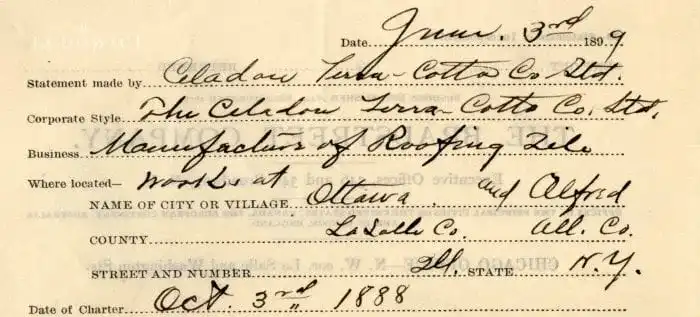 Date June. 3rd 1899
Statement made by Celadon Terra-Cotta Co Ltd.
Corporate Style The Celadon Terra-Cotta Co. Ltd.
Business Manufacturers of Roofing Tile
Where located— Works at
NAME OF CITY OR VILLAGE. Ottawa . and Alfred
COUNTY LaSalle Co. All. Co.
STREET AND NUMBER Ill. STATE. N.Y.
Date of Charter Oct. 3rd 1888